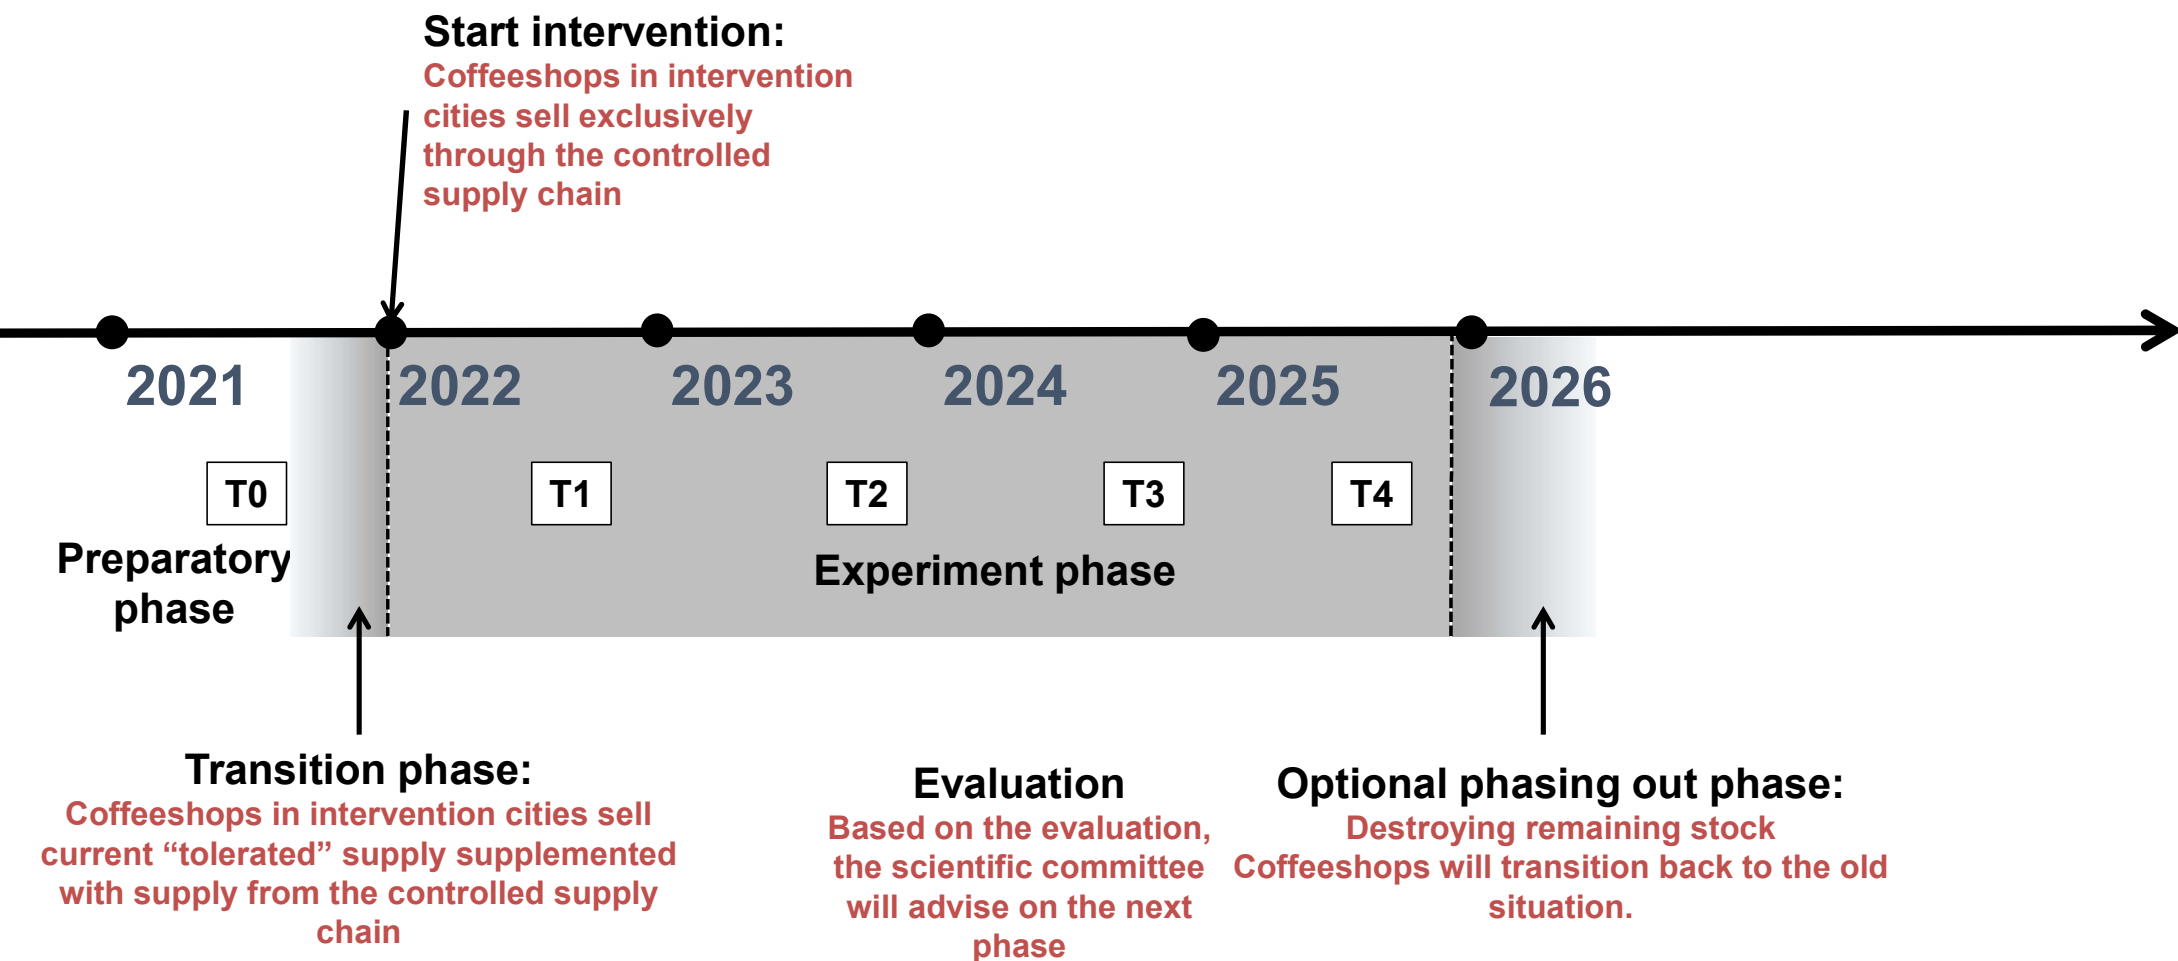 Start intervention:
Coffeeshops in intervention
cities sell exclusively
through the controlled
supply chain
2021
2022
2023
2024
2025
2026
T0
T1
T2
T3
T4
Preparatory
phase
Experiment phase
Transition phase:
Coffeeshops in intervention cities sell
current “tolerated” supply supplemented
with supply from the controlled supply
chain
Evaluation
Based on the evaluation,
the scientific committee
will advise on the next
phase
Optional phasing out phase:
Destroying remaining stock
Coffeeshops will transition back to the old
situation.